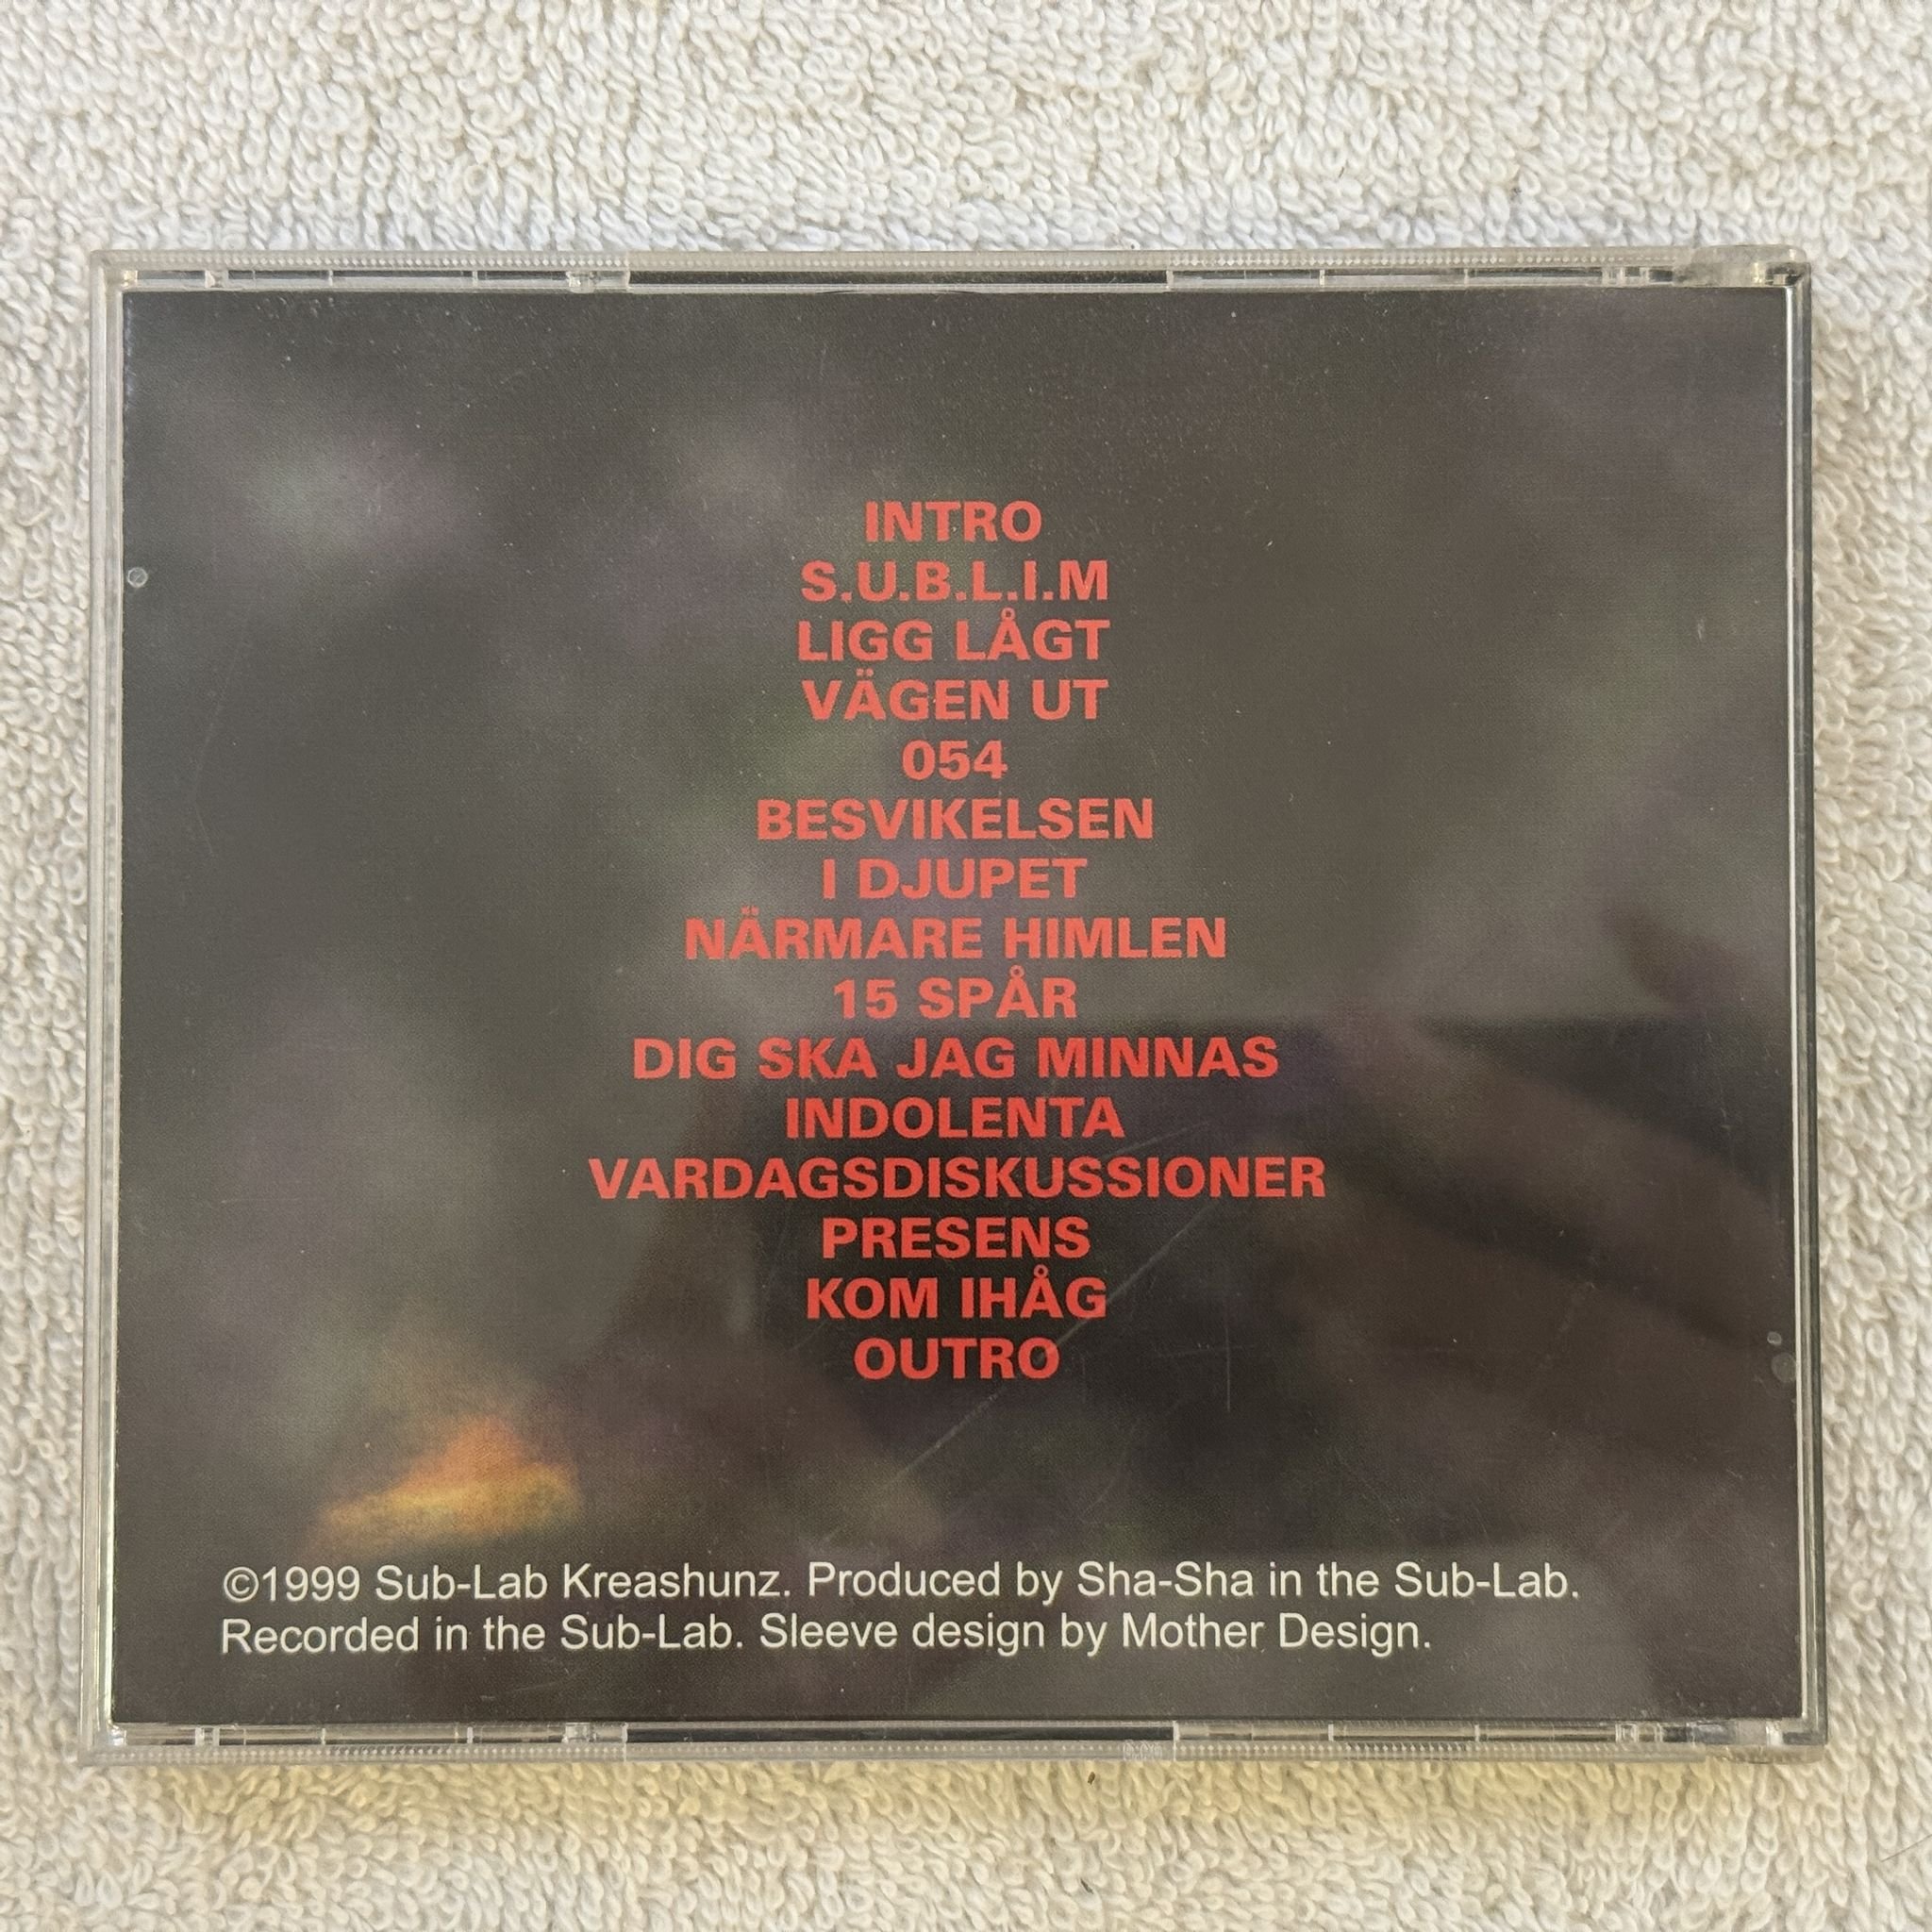 INTRO
S.U.B.L.I.M
LIGG LÅGT
VÄGEN UT
054
BESVIKELSEN
I DJUPET
NÄRMARE HIMLEN
15 SPÅR
DIG SKA JAG MINNAS
INDOLENTA
VARDAGSDISKUSSIONER
PRESENS
KOM IHÅG
OUTRO
©1999 Sub-Lab Kreashunz. Produced by Sha-Sha in the Sub-Lab.
Recorded in the Sub-Lab. Sleeve design by Mother Design.